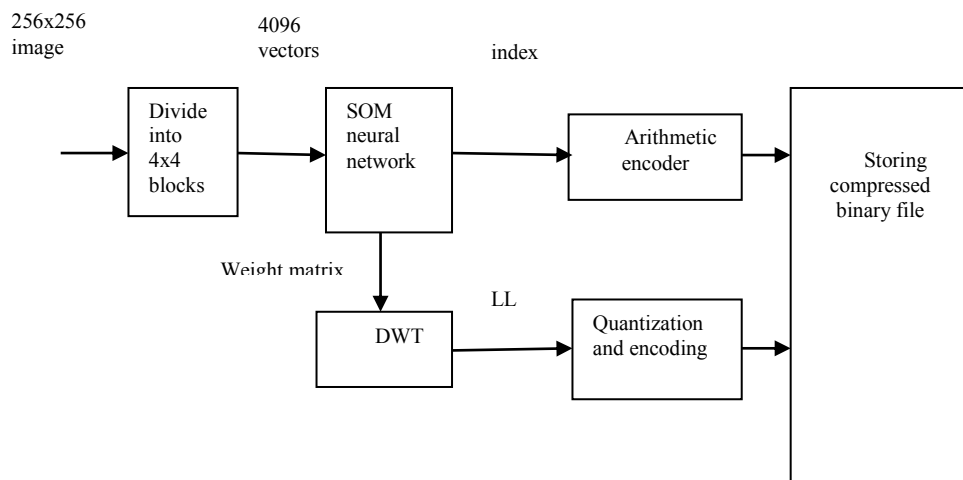 256x256
image
4096
vectors
index
Divide
into
4x4
blocks
SOM
neural
network
Arithmetic
encoder
Storing
compressed
binary file
Weight matrix
DWT
LL
Quantization
and encoding